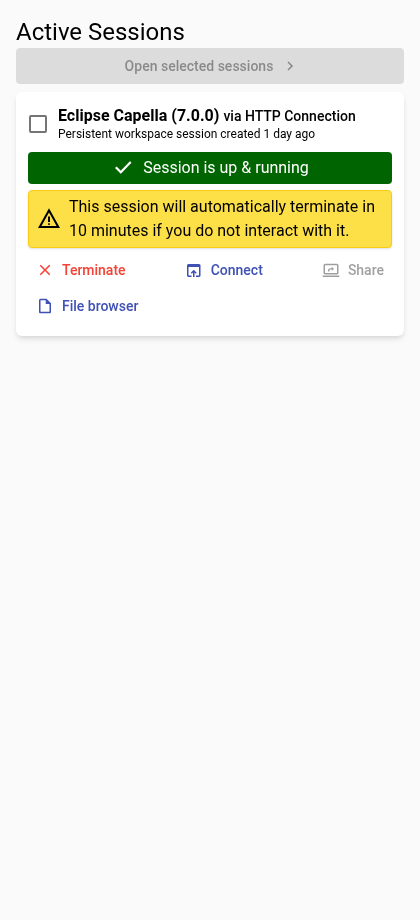 Active Sessions
Open selected sessions
Eclipse Capella (7.0.0) via HTTP Connection
Persistent workspace session created 1 day ago
Session is up & running
This session will automatically terminate in
10 minutes if you do not interact with it.
Terminate Connect Share
File browser